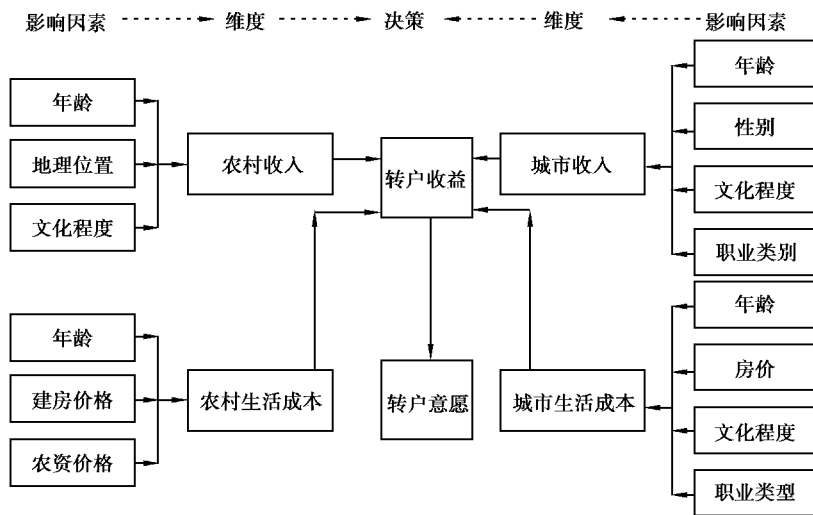 影响因素 维度 决策 维度 影响因素
年龄
地理位置
文化程度
农村收入
转户收益
城市收入
年龄
性别
文化程度
职业类别
年龄
建房价格
农资价格
农村生活成本
转户意愿
城市生活成本
年龄
房价
文化程度
职业类型